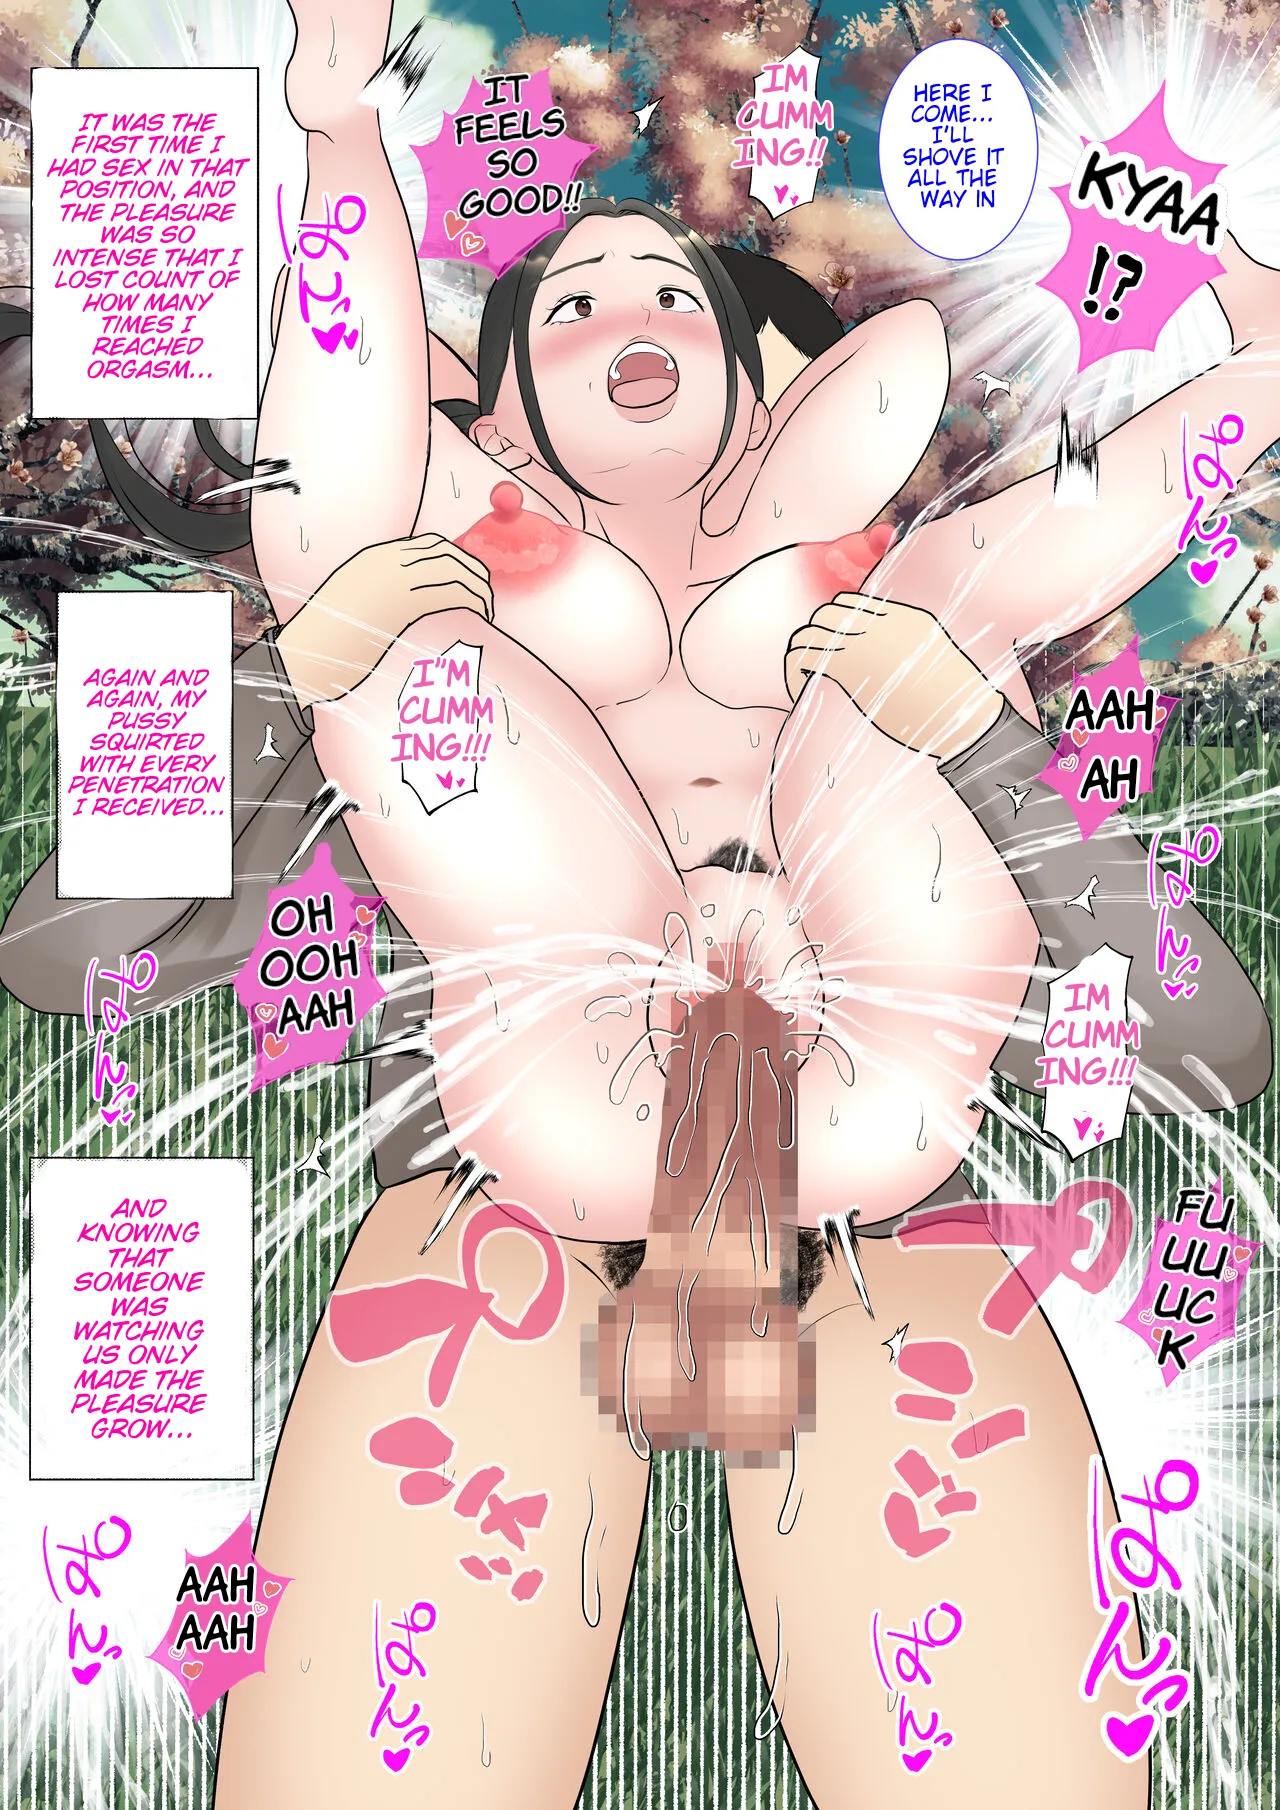 IT WAS THE
FIRST TIME I
HAD SEX IN THAT
POSITION, AND
THE PLEASURE
WAS SO
INTENSE THAT I
LOST COUNT OF
HOW MANY
TIMES I
REACHED
ORGASM...
IT
FEELS
SO
GOOD!!
IM
CUMM
ING!!
HERE I
COME...
I'LL
SHOVE IT
ALL THE
WAY IN
KYAA
!?
AGAIN AND
AGAIN, MY
PUSSY
SQUIRTED
WITH EVERY
PENETRATION
I RECEIVED...
I"M
CUMM
ING!!!
AAH
AH
OH
OOH
AAH
IM
CUMM
ING!!!
AND
KNOWING
THAT
SOMEONE
WAS
WATCHING
US ONLY
MADE THE
PLEASURE
GROW...
FU
UU
UC
K
AAH
AAH